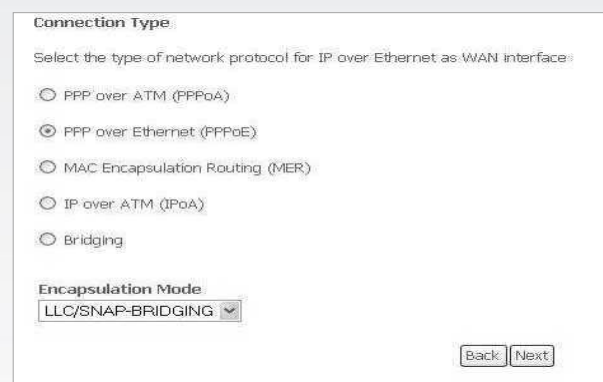 Connection Type
Select the type of network protocol for IP over Ethernet as WAN interface
PPP over ATM (PPPoA)
PPP over Ethernet (PPPoE)
MAC Encapsulation Routing (MER)
IP over ATM (IPoA)
Bridging
Encapsulation Mode
LLC/SNAP-BRIDGING
Back Next